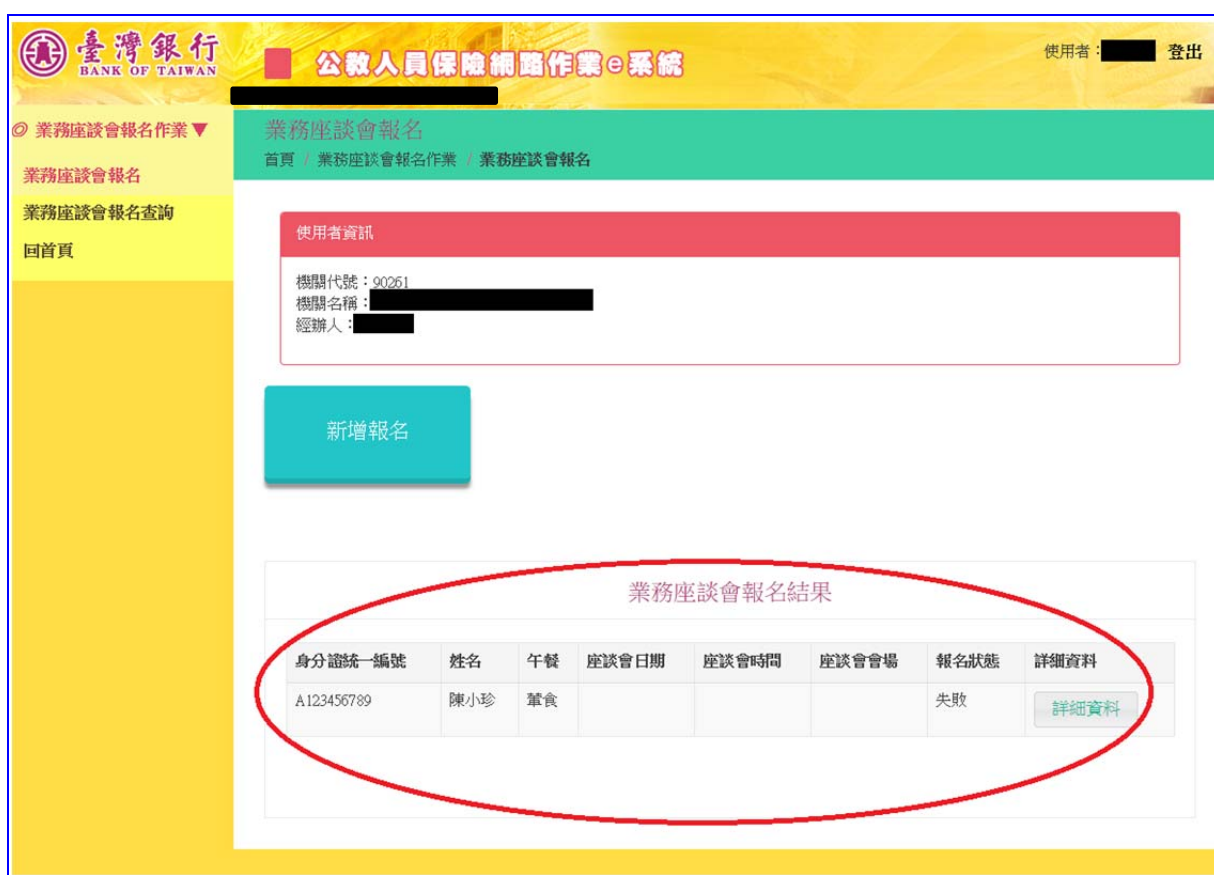 臺灣銀行
BANK OF TAIWAN
公教人員保險網路作業e系統
使用者： 登出
◎ 業務座談會報名作業▼
業務座談會報名
業務座談會報名查詢
回首頁
業務座談會報名
首頁 / 業務座談會報名作業 / 業務座談會報名
使用者資訊
機關代號：90261
機關名稱：
經辦人：
新增報名
業務座談會報名結果
身分證統一編號 姓名 午餐 座談會日期 座談會時間 座談會會場 報名狀態 詳細資料
A123456789 陳小珍 葷食 失敗 詳細資料